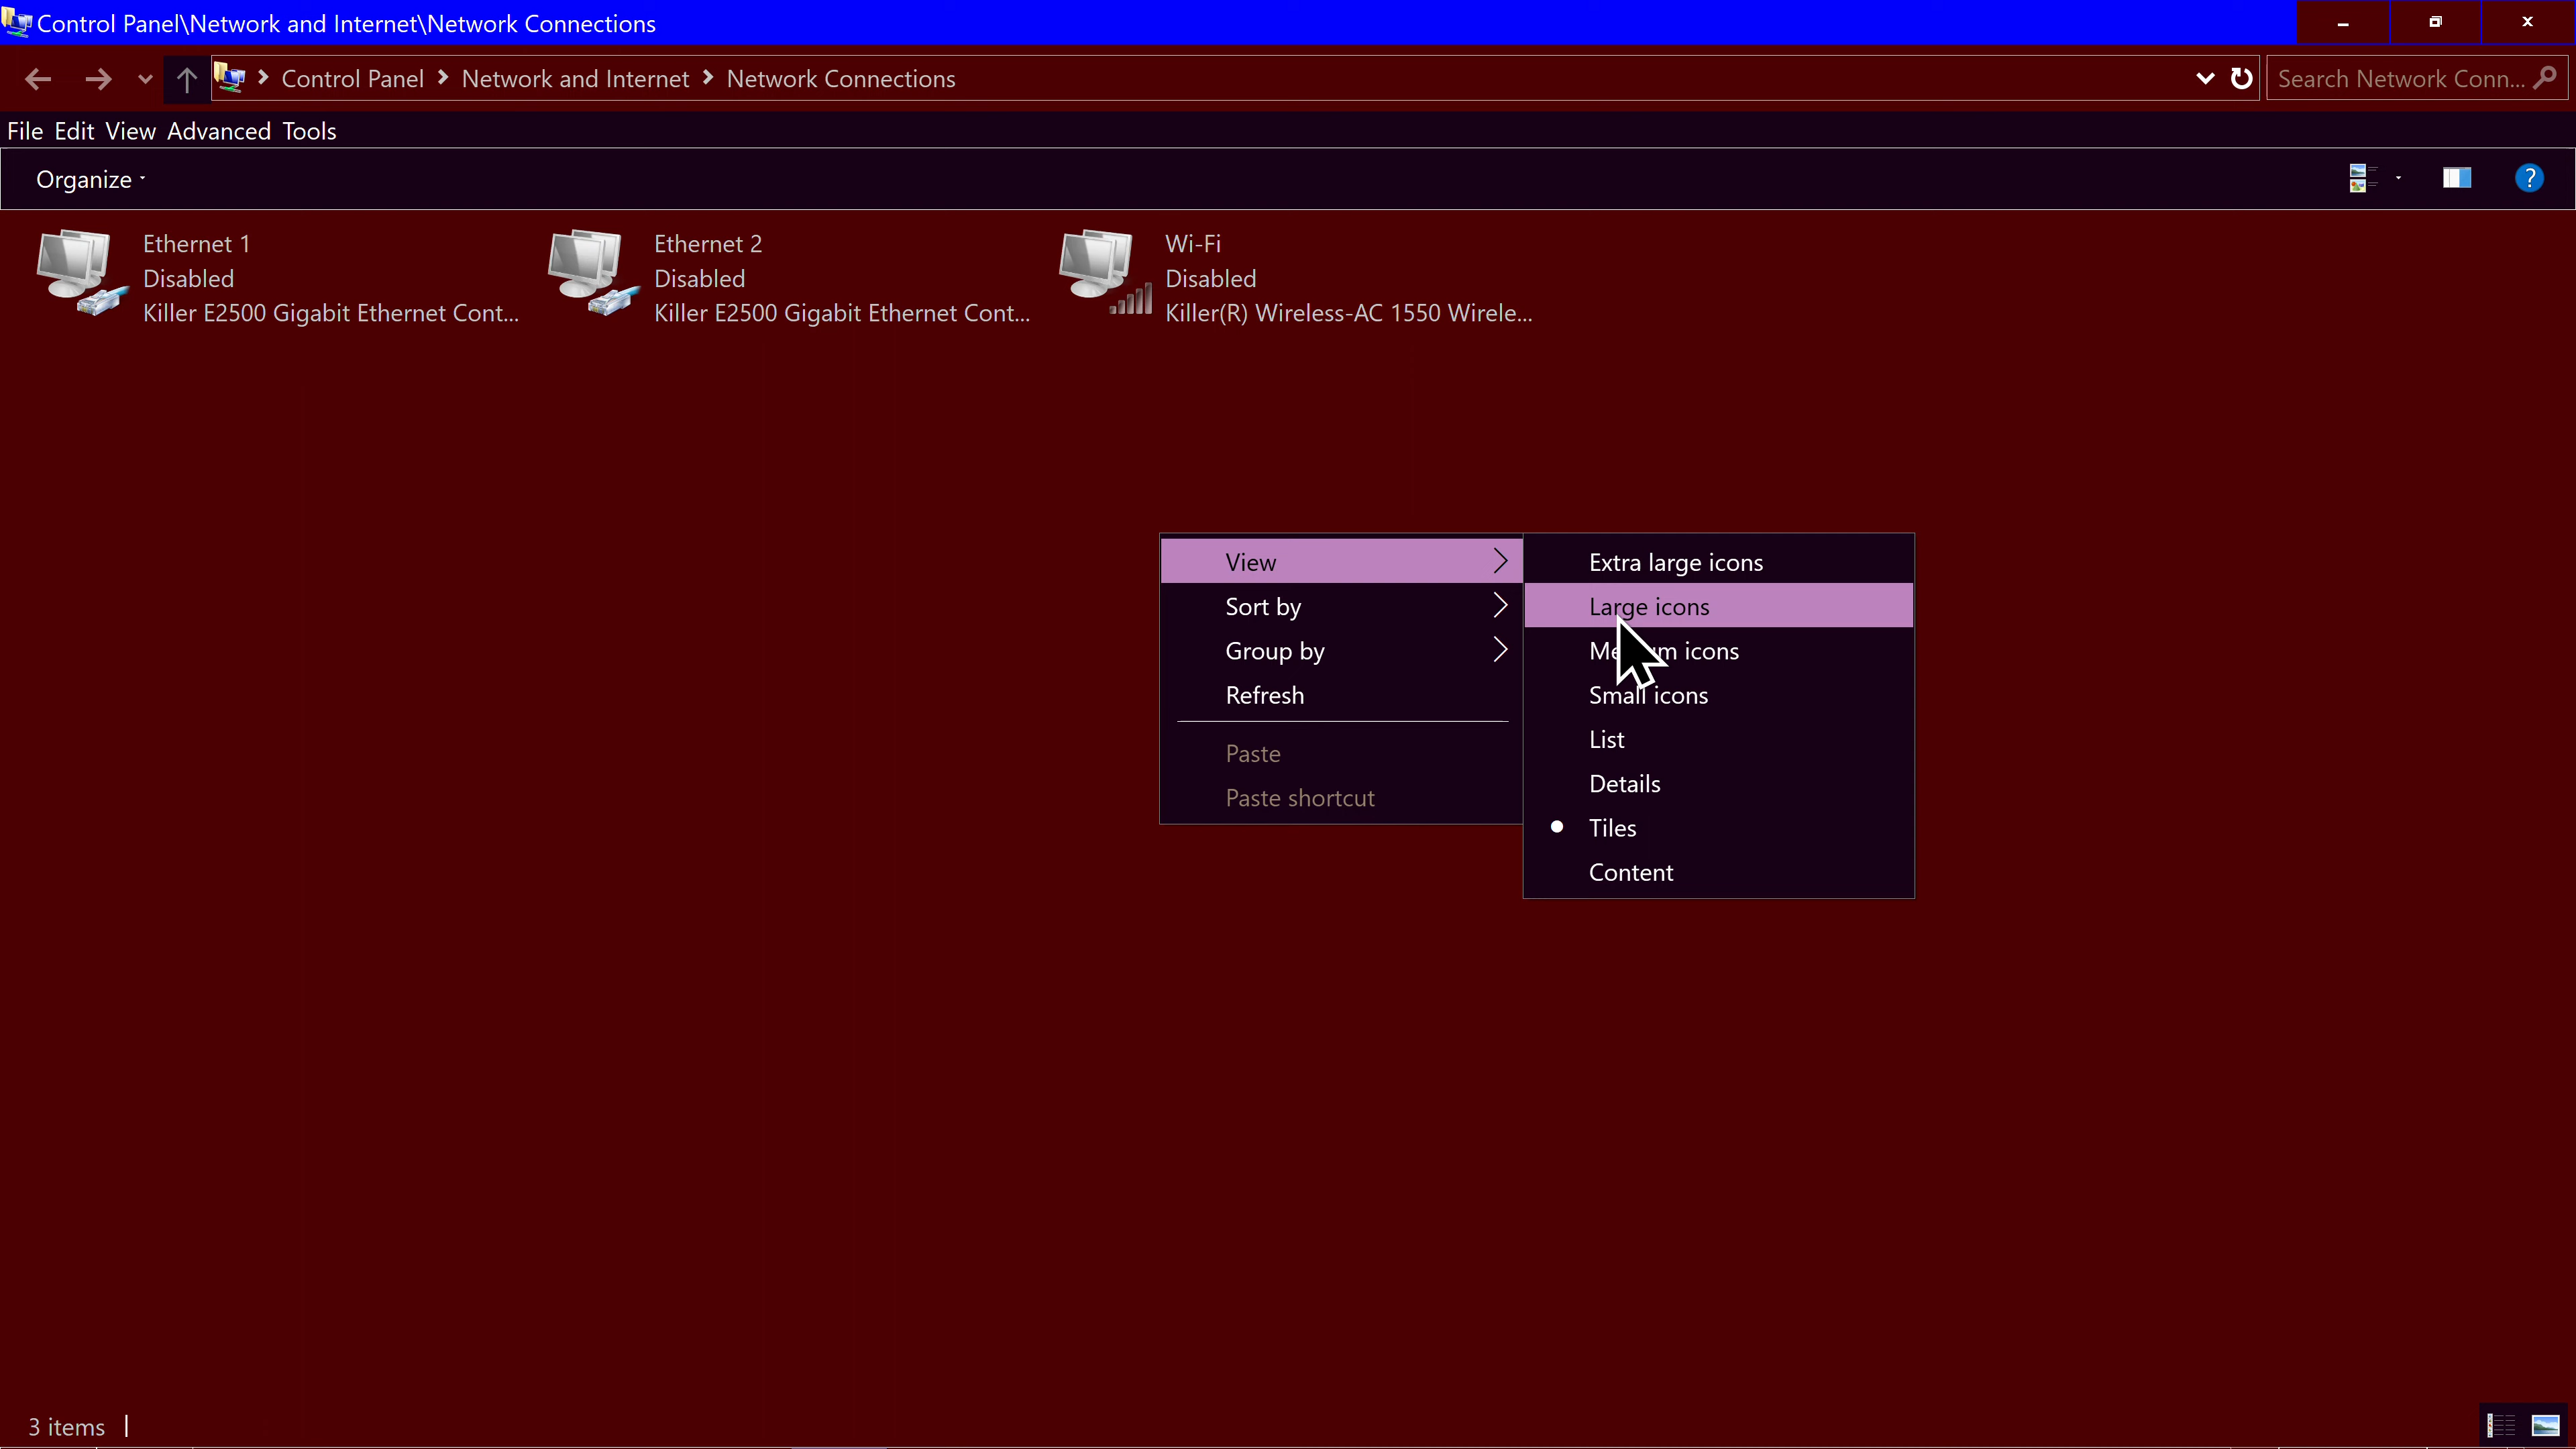 Control Panel\Network and Internet\Network Connections
Control Panel Network and Internet Network Connections
Search Network Conn...
File Edit View Advanced Tools
Organize
Ethernet 1
Disabled
Killer E2500 Gigabit Ethernet Cont...
Ethernet 2
Disabled
Killer E2500 Gigabit Ethernet Cont...
Wi-Fi
Disabled
Killer(R) Wireless-AC 1550 Wirele...
View
Sort by
Group by
Refresh
Paste
Paste shortcut
Extra large icons
Large icons
icons
Small icons
List
Details
Tiles
Content
3 items